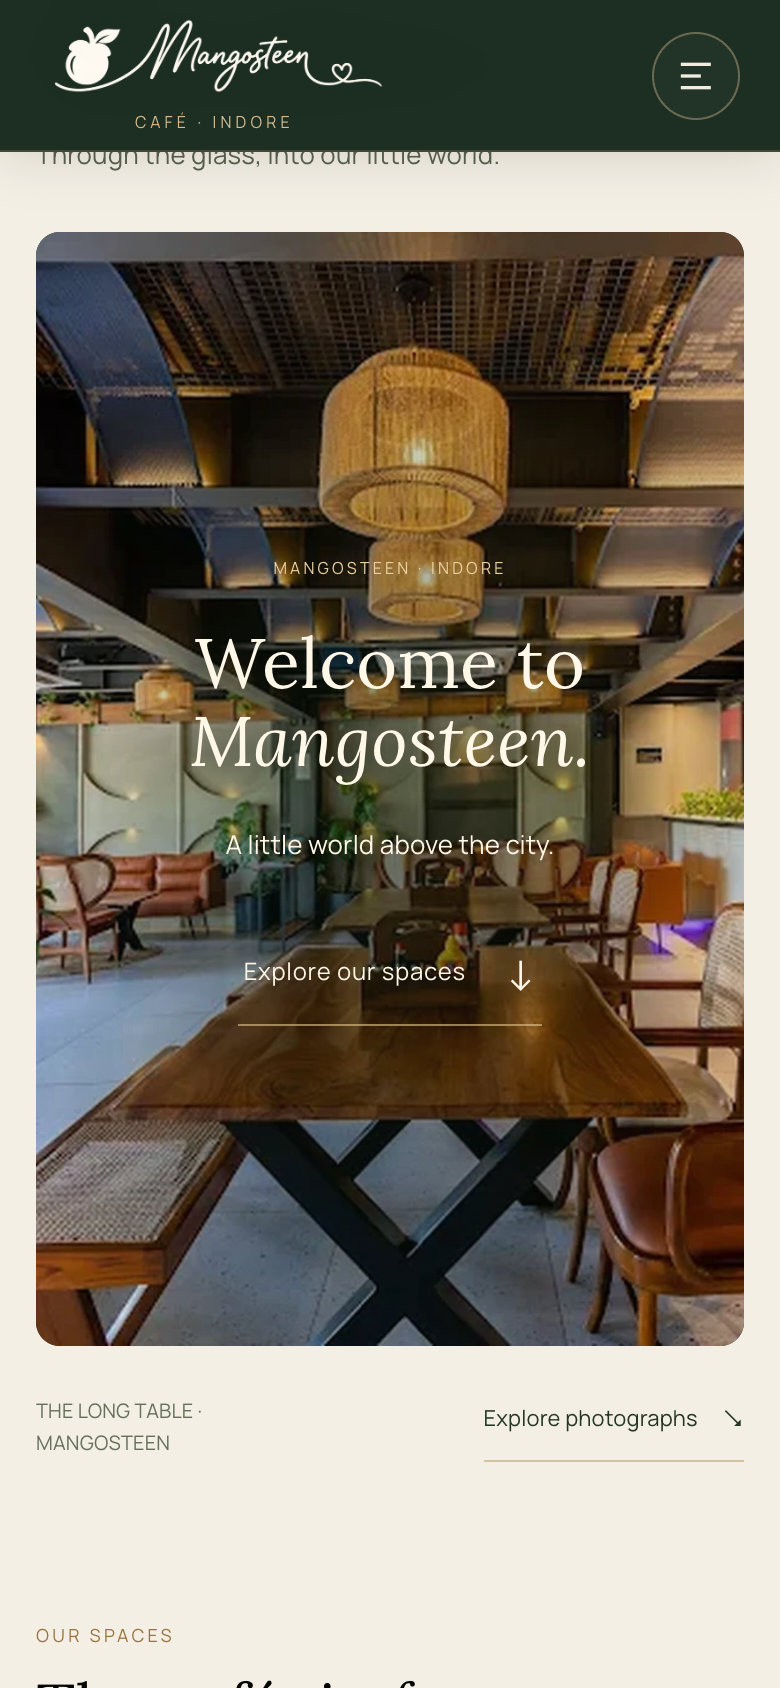 Mangosteen
CAFÉ · INDORE
Through the glass, into our little world.
MANGOSTEEN · INDORE
Welcome to
Mangosteen.
A little world above the city.
Explore our spaces ↓
THE LONG TABLE ·
MANGOSTEEN
Explore photographs ↘
OUR SPACES